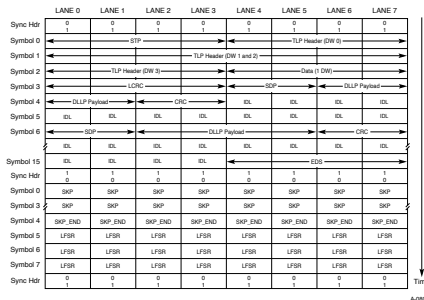 LANE 0 LANE 1 LANE 2 LANE 3 LANE 4 LANE 5 LANE 6 LANE 7
Sync Hdr 0 0 0 0 0 0 0 0
1 1 1 1 1 1 1 1
Symbol 0 STP TLP Header (DW 0)
Symbol 1 TLP Header (DW 1 and 2)
Symbol 2 TLP Header (DW 3) Data (1 DW)
Symbol 3 LCRC SDP DLLP Payload
Symbol 4 DLLP Payload CRC IDL IDL IDL IDL
Symbol 5 IDL IDL IDL IDL IDL IDL IDL IDL
Symbol 6 SDP DLLP Payload CRC
IDL IDL IDL IDL IDL IDL IDL IDL
Symbol 15 IDL IDL IDL IDL EDS
Sync Hdr 1 1 1 1 1 1 1 1
0 0 0 0 0 0 0 0
Symbol 0 SKP SKP SKP SKP SKP SKP SKP SKP
Symbol 3 SKP SKP SKP SKP SKP SKP SKP SKP
Symbol 4 SKP_END SKP_END SKP_END SKP_END SKP_END SKP_END SKP_END SKP_END
Symbol 5 LFSR LFSR LFSR LFSR LFSR LFSR LFSR LFSR
Symbol 6 LFSR LFSR LFSR LFSR LFSR LFSR LFSR LFSR
Symbol 7 LFSR LFSR LFSR LFSR LFSR LFSR LFSR LFSR
Sync Hdr 0 0 0 0 0 0 0 0
1 1 1 1 1 1 1 1